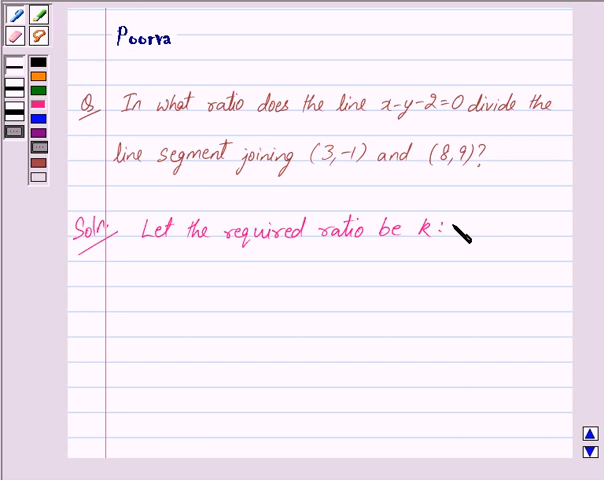 Poorva
Q In what ratio does the line x-y-2=0 divide the
line segment joining (3,-1) and (8,9)?
Soln: Let the required ratio be k: